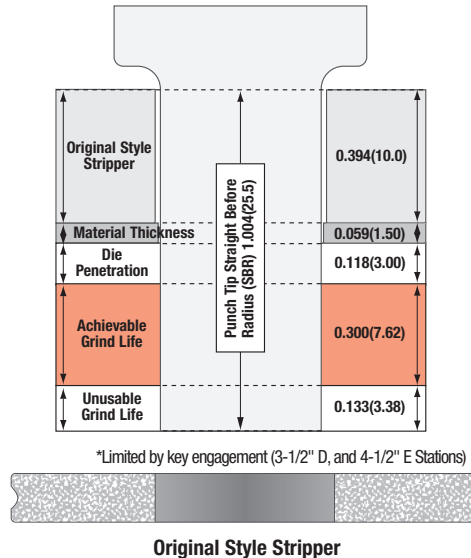 Original Style
Stripper
0.394(10.0)
Material Thickness
0.059(1.50)
Die
Penetration
0.118(3.00)
Punch Tip Straight Before
Radius (SBR) 1.004(25.5)
Achievable
Grind Life
0.300(7.62)
Unusable
Grind Life
0.133(3.38)
*Limited by key engagement (3-1/2" D, and 4-1/2" E Stations)
Original Style Stripper